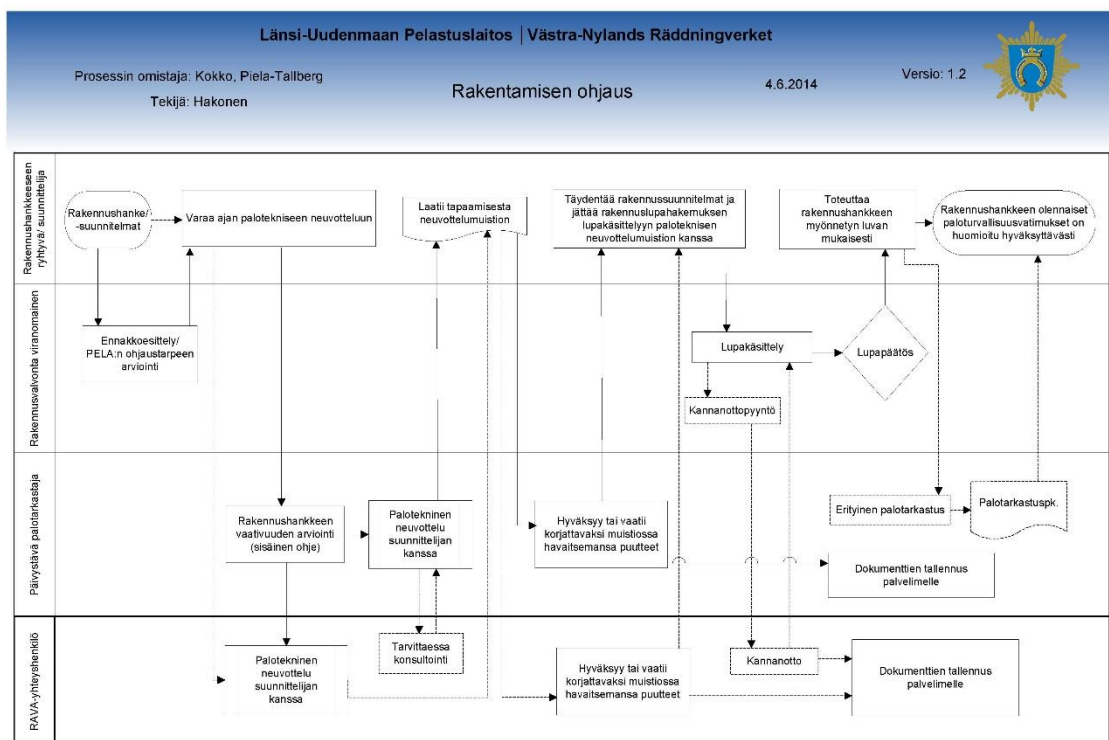 Länsi-Uudenmaan Pelastuslaitos | Västra-Nylands Räddningverket
Prosessin omistaja: Kokko, Piela-Tallberg
Tekijä: Hakonen
Rakentamisen ohjaus
4.6.2014
Versio: 1.2
Rakennushankkeeseen
ryhtyvä/ suunnittelija
Rakennushanke/
-suunnitelmat
Varaa ajan palotekniseen neuvotteluun
Laatii tapaamisesta
neuvottelumuistion
Täydentää rakennussuunnitelmat ja
jättää rakennuslupahakemuksen
lupakäsittelyyn paloteknisen
neuvottelumuistion kanssa
Toteuttaa
rakennushankkeen
myönnetyn luvan
mukaisesti
Rakennushankkeen olennaiset
paloturvallisuusvatimukset on
huomioitu hyväksyttävästi
Rakennusvalvonta viranomainen
Ennakkoesittely/
PELA:n ohjaustarpeen
arviointi
Lupakäsittely
Lupapäätös
Kannanottopyyntö
Päivystävä palotarkastaja
Rakennushankkeen
vaativuuden arviointi
(sisäinen ohje)
Palotekninen
neuvottelu
suunnittelijan
kanssa
Hyväksyy tai vaatii
korjattavaksi muistiossa
havaitsemansa puutteet
Erityinen palotarkastus
Palotarkastuspk.
Dokumenttien tallennus
palvelimelle
RAVA-yhteyshenkilö
Palotekninen
neuvottelu
suunnittelijan
kanssa
Tarvittaessa
konsultointi
Hyväksyy tai vaatii
korjattavaksi muistiossa
havaitsemansa puutteet
Kannanotto
Dokumenttien tallennus
palvelimelle